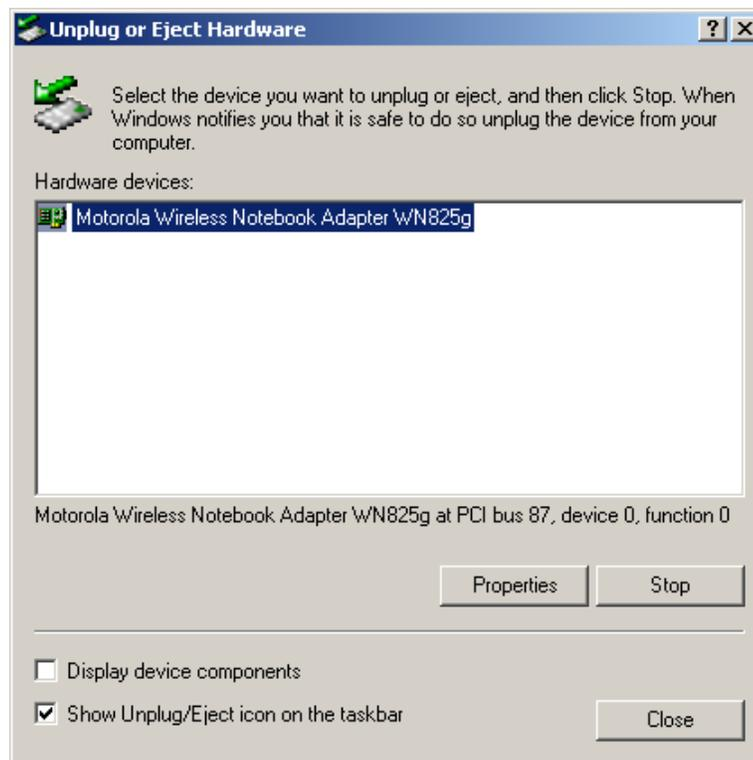 Unplug or Eject Hardware
Select the device you want to unplug or eject, and then click Stop. When
Windows notifies you that it is safe to do so unplug the device from your
computer.
Hardware devices:
Motorola Wireless Notebook Adapter WN825g
Motorola Wireless Notebook Adapter WN825g at PCI bus 87, device 0, function 0
Properties
Stop
Display device components
Show Unplug/Eject icon on the taskbar
Close